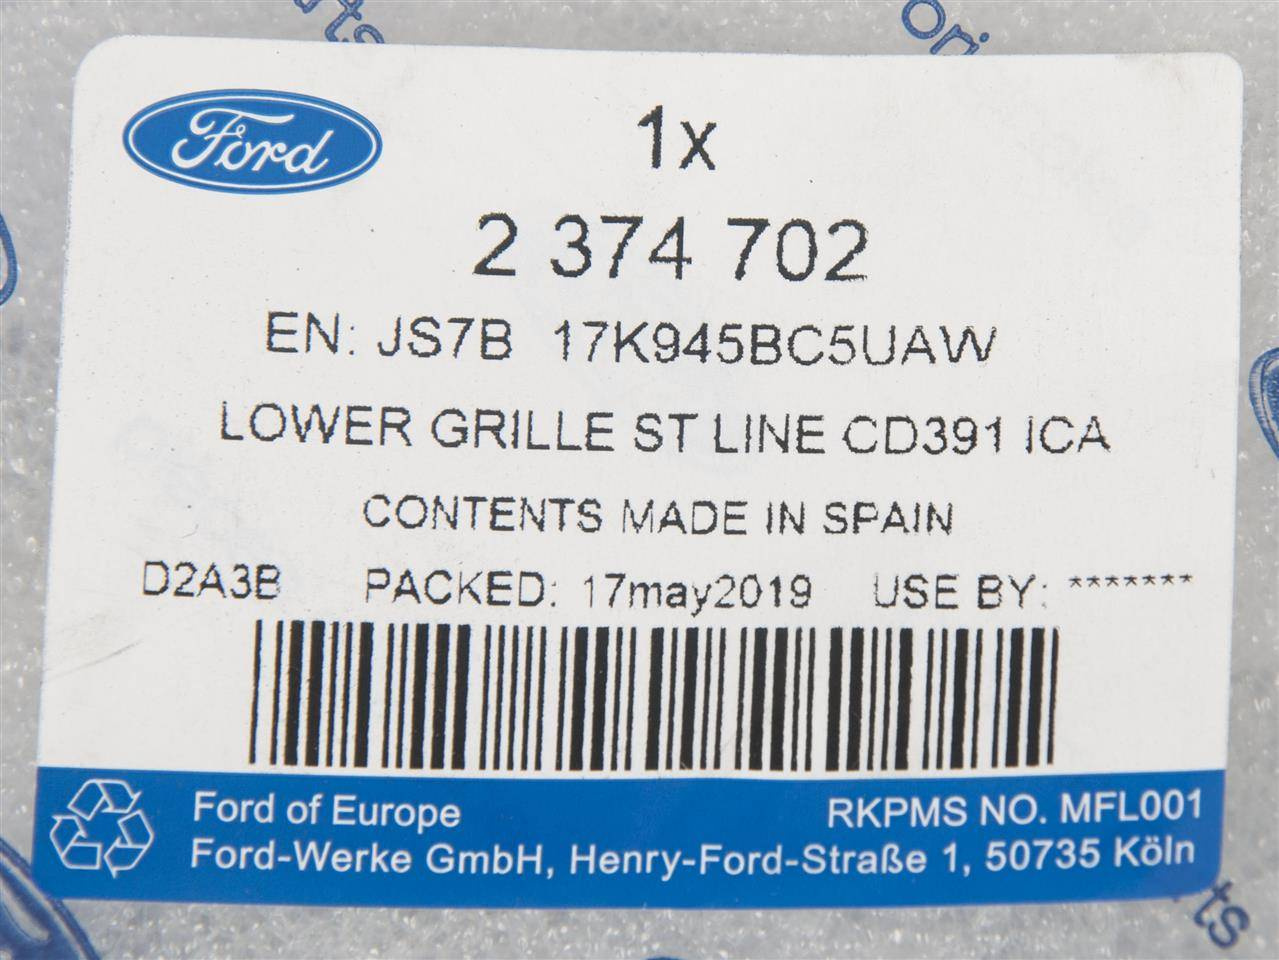 Ford
1x
2 374 702
EN: JS7B 17K945BC5UAW
LOWER GRILLE ST LINE CD391 ICA
CONTENTS MADE IN SPAIN
D2A3B PACKED: 17may2019 USE BY: *******
Ford of Europe RKPMS NO. MFL001
Ford-Werke GmbH, Henry-Ford-Straße 1, 50735 Köln